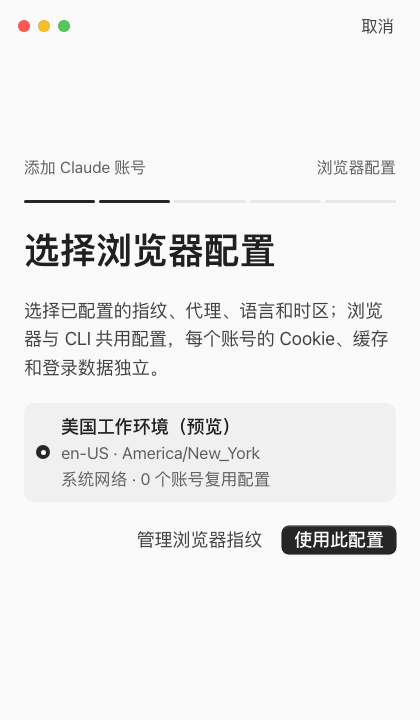 取消
添加 Claude 账号
浏览器配置
选择浏览器配置
选择已配置的指纹、代理、语言和时区；浏览
器与 CLI 共用配置，每个账号的 Cookie、缓存
和登录数据独立。
美国工作环境（预览）
en-US · America/New_York
系统网络 · 0 个账号复用配置
管理浏览器指纹
使用此配置